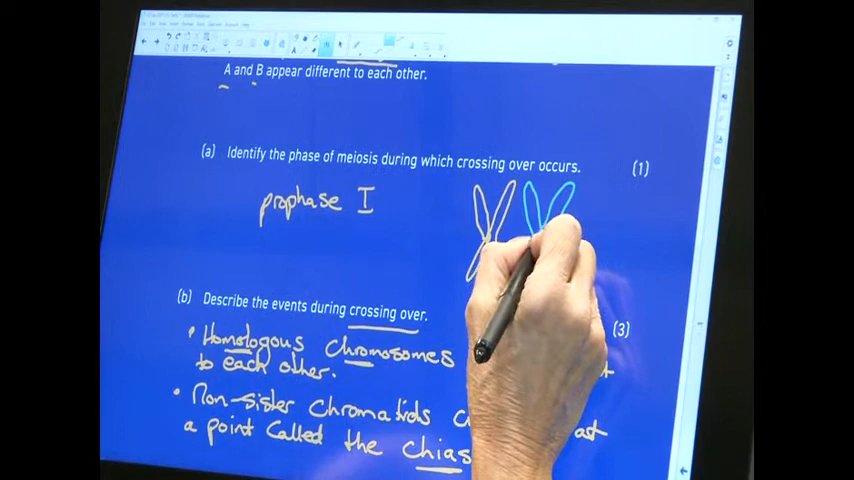 A and B appear different to each other.
(a) Identify the phase of meiosis during which crossing over occurs. (1)
prophase I
(b) Describe the events during crossing over.
(3)
• Homologous chromosomes
to each other.
• Non-sister chromatids
a point called the chias